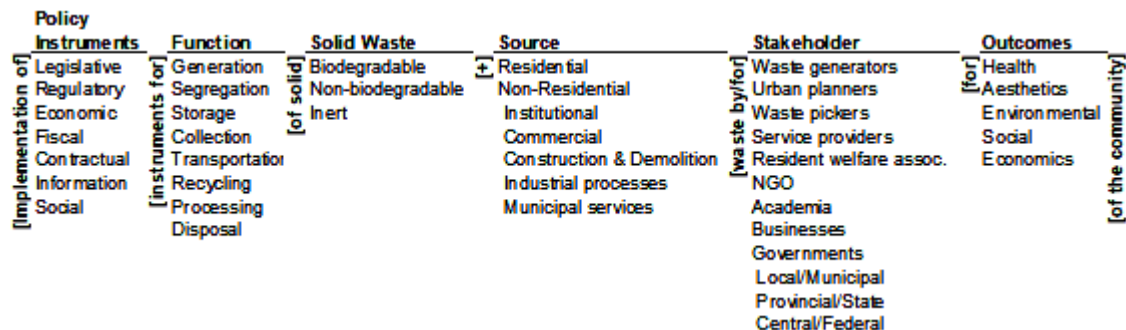 Policy
Instruments Function Solid Waste Source Stakeholder Outcomes
[Implementation of]
Legislative
Regulatory
Economic
Fiscal
Contractual
Information
Social
[instruments for]
Generation
Segregation
Storage
Collection
Transportation
Recycling
Processing
Disposal
[of solid]
Biodegradable
Non-biodegradable
Inert
[+]
Residential
Non-Residential
Institutional
Commercial
Construction & Demolition
Industrial processes
Municipal services
[waste by/for]
Waste generators
Urban planners
Waste pickers
Service providers
Resident welfare assoc.
NGO
Academia
Businesses
Governments
Local/Municipal
Provincial/State
Central/Federal
[for]
Health
Aesthetics
Environmental
Social
Economics
[of the community]